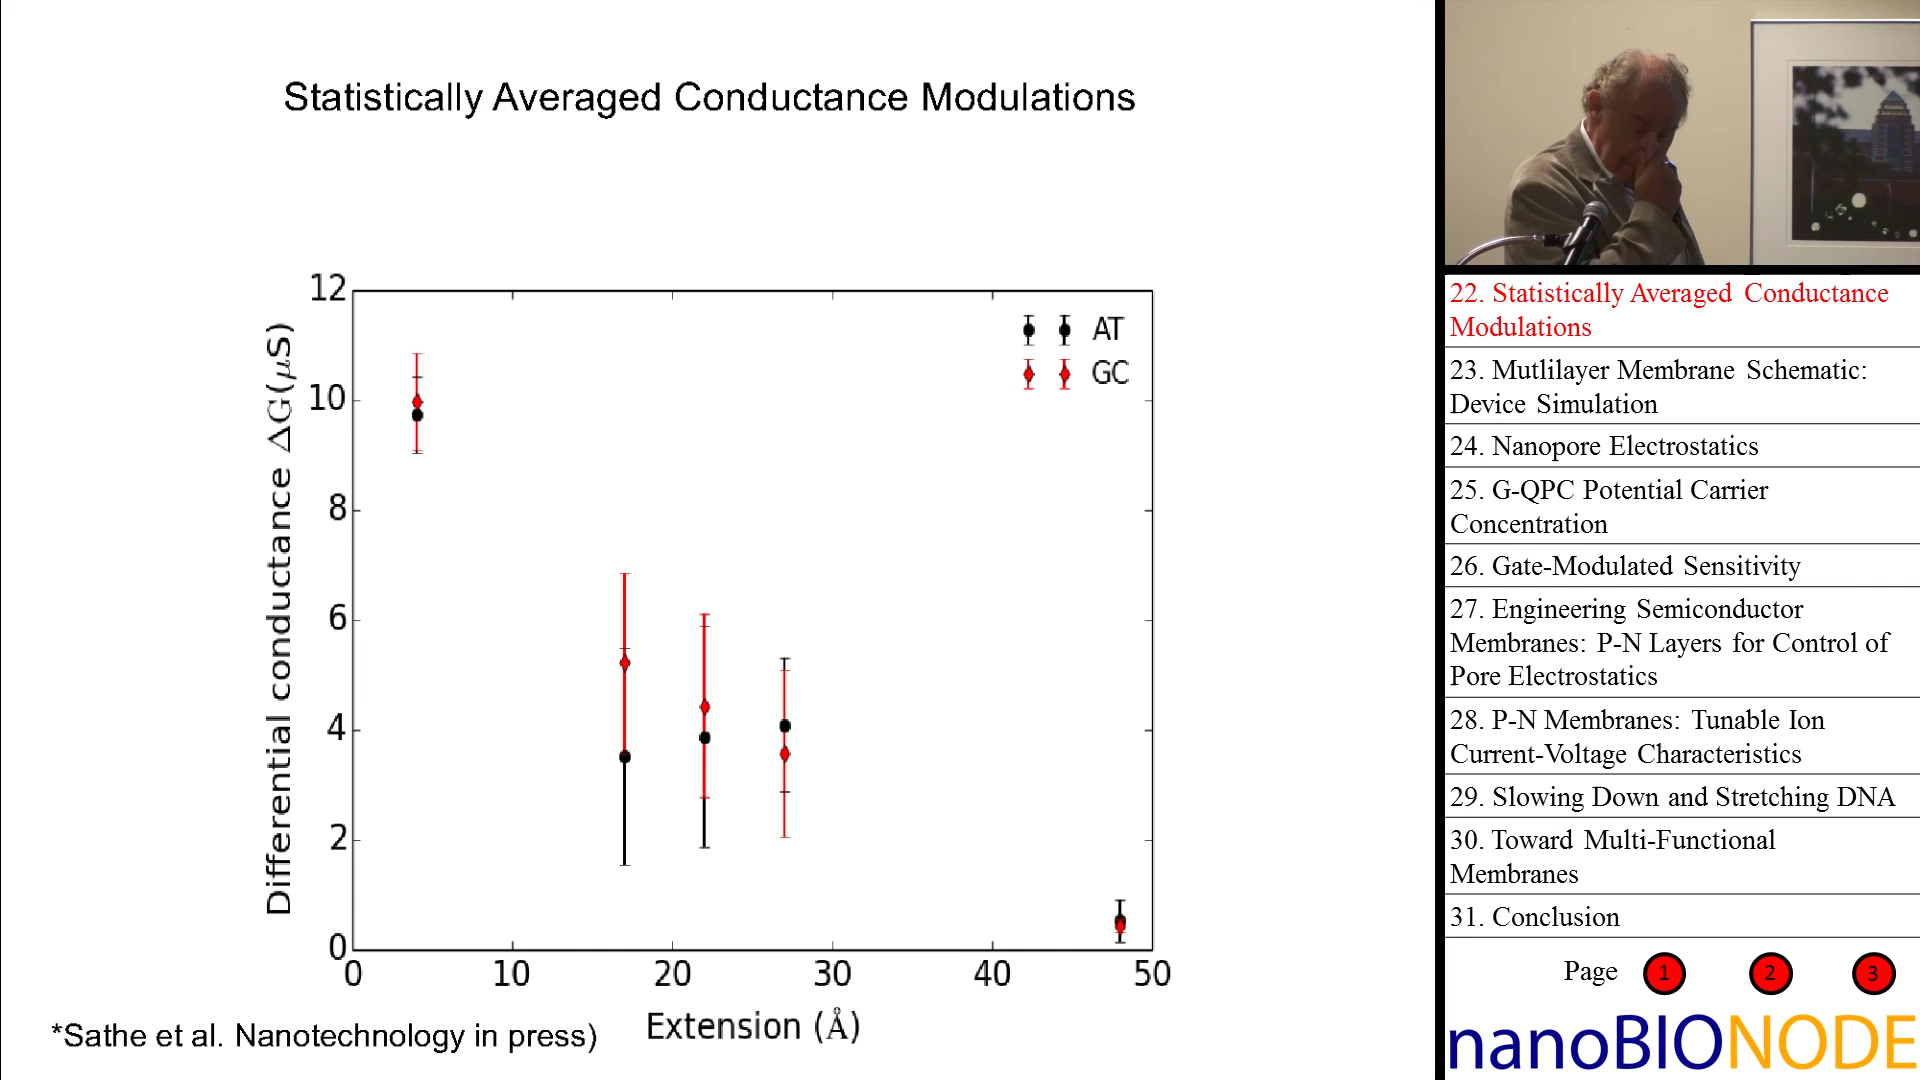 Statistically Averaged Conductance Modulations
12
10
8
6
4
2
0
Differential conductance ΔG(μS)
AT
GC
0 10 20 30 40 50
Extension (Å)
*Sathe et al. Nanotechnology in press)
22. Statistically Averaged Conductance
Modulations
23. Mutlilayer Membrane Schematic:
Device Simulation
24. Nanopore Electrostatics
25. G-QPC Potential Carrier
Concentration
26. Gate-Modulated Sensitivity
27. Engineering Semiconductor
Membranes: P-N Layers for Control of
Pore Electrostatics
28. P-N Membranes: Tunable Ion
Current-Voltage Characteristics
29. Slowing Down and Stretching DNA
30. Toward Multi-Functional
Membranes
31. Conclusion
Page 1 2 3
nanoBIONODE